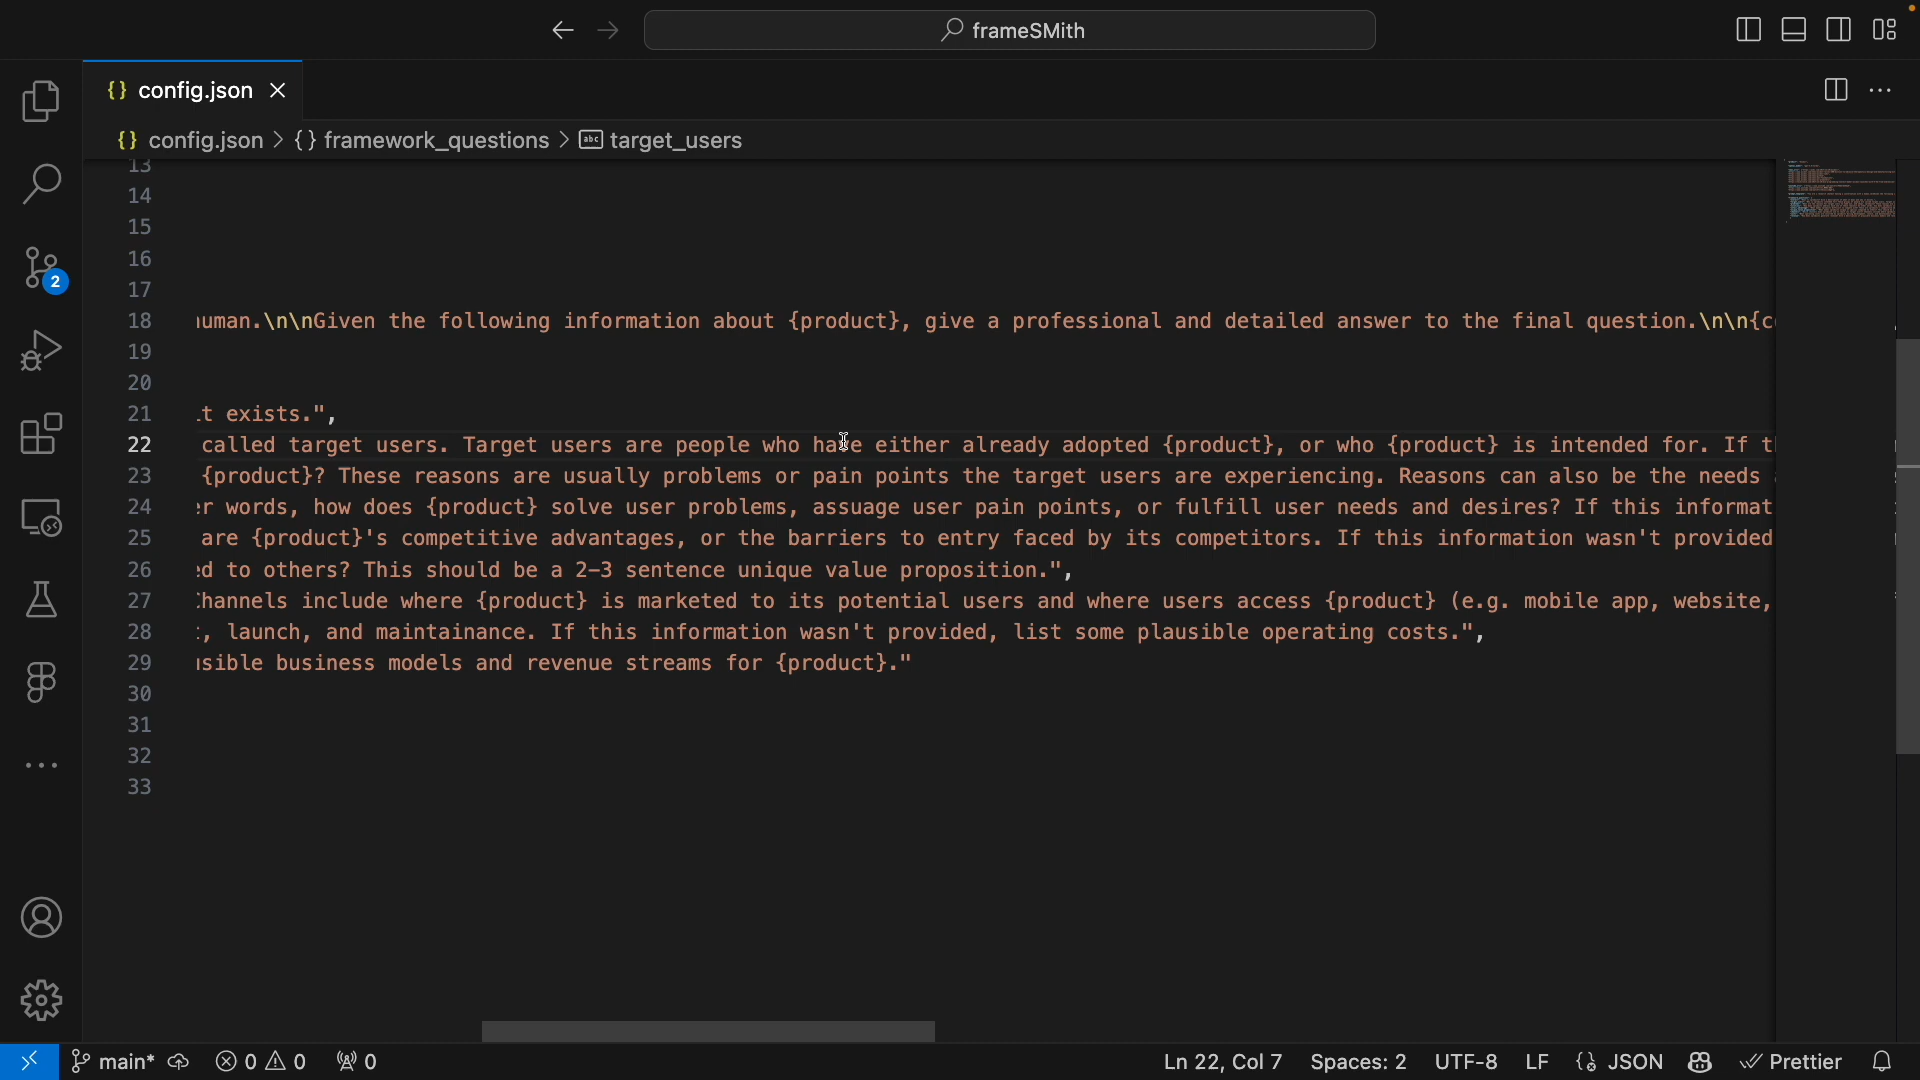 frameSMith
config.json
config.json > {} framework_questions > abc target_users
13
14
15
16
17
18 human.\n\nGiven the following information about {product}, give a professional and detailed answer to the final question.\n\n{c
19
20
21 t exists.",
22 called target users. Target users are people who have either already adopted {product}, or who {product} is intended for. If t
23 {product}? These reasons are usually problems or pain points the target users are experiencing. Reasons can also be the needs
24 r words, how does {product} solve user problems, assuage user pain points, or fulfill user needs and desires? If this informat
25 are {product}'s competitive advantages, or the barriers to entry faced by its competitors. If this information wasn't provided
26 ed to others? This should be a 2-3 sentence unique value proposition.",
27 Channels include where {product} is marketed to its potential users and where users access {product} (e.g. mobile app, website,
28 , launch, and maintainance. If this information wasn't provided, list some plausible operating costs.",
29 sible business models and revenue streams for {product}."
30
31
32
33
2
main* 0 0 0 Ln 22, Col 7 Spaces: 2 UTF-8 LF {} JSON Prettier